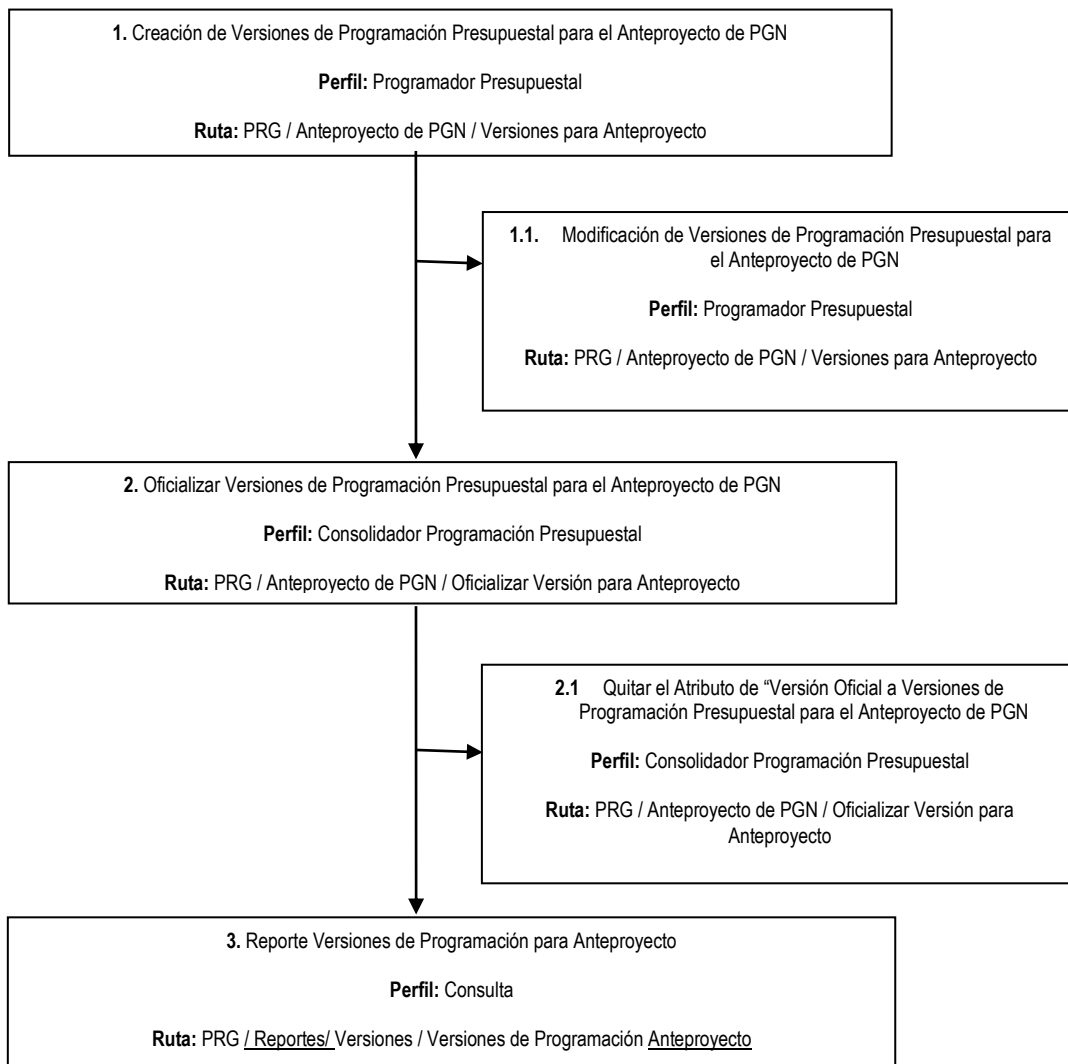 1. Creación de Versiones de Programación Presupuestal para el Anteproyecto de PGN
Perfil: Programador Presupuestal
Ruta: PRG / Anteproyecto de PGN / Versiones para Anteproyecto
1.1. Modificación de Versiones de Programación Presupuestal para
el Anteproyecto de PGN
Perfil: Programador Presupuestal
Ruta: PRG / Anteproyecto de PGN / Versiones para Anteproyecto
2. Oficializar Versiones de Programación Presupuestal para el Anteproyecto de PGN
Perfil: Consolidador Programación Presupuestal
Ruta: PRG / Anteproyecto de PGN / Oficializar Versión para Anteproyecto
2.1 Quitar el Atributo de “Versión Oficial a Versiones de
Programación Presupuestal para el Anteproyecto de PGN
Perfil: Consolidador Programación Presupuestal
Ruta: PRG / Anteproyecto de PGN / Oficializar Versión para
Anteproyecto
3. Reporte Versiones de Programación para Anteproyecto
Perfil: Consulta
Ruta: PRG / Reportes/ Versiones / Versiones de Programación Anteproyecto